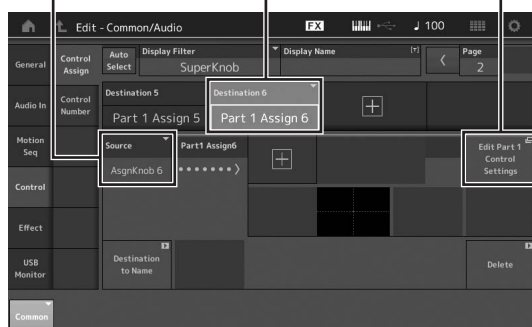 Edit - Common/Audio
FX
♩ 100
General
Control Assign
Auto Select
Display Filter
SuperKnob
Display Name
[T]
Page
2
Audio In
Control Number
Destination 5
Part 1 Assign 5
Destination 6
Part 1 Assign 6
+
Motion Seq
Source
AsgnKnob 6
Part1 Assign6
+
Edit Part 1
Control
Settings
Control
Effect
USB
Monitor
Destination
to Name
Delete
Common